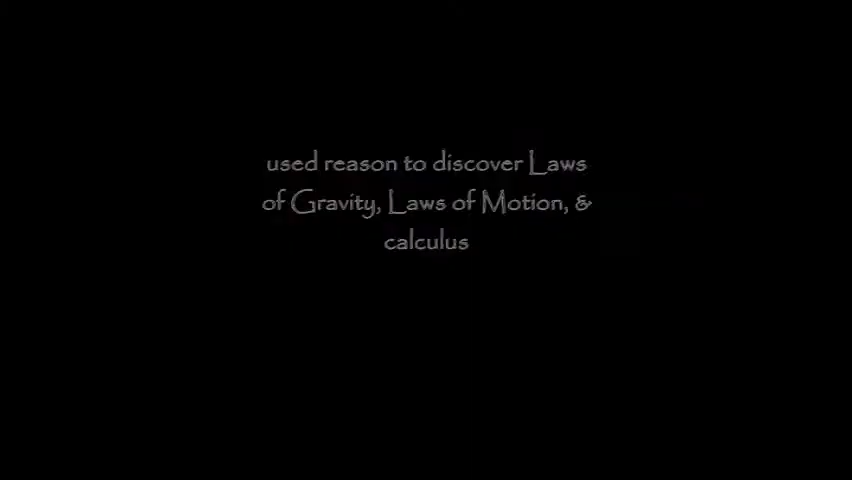 used reason to discover Laws
of Gravity, Laws of Motion, &
calculus